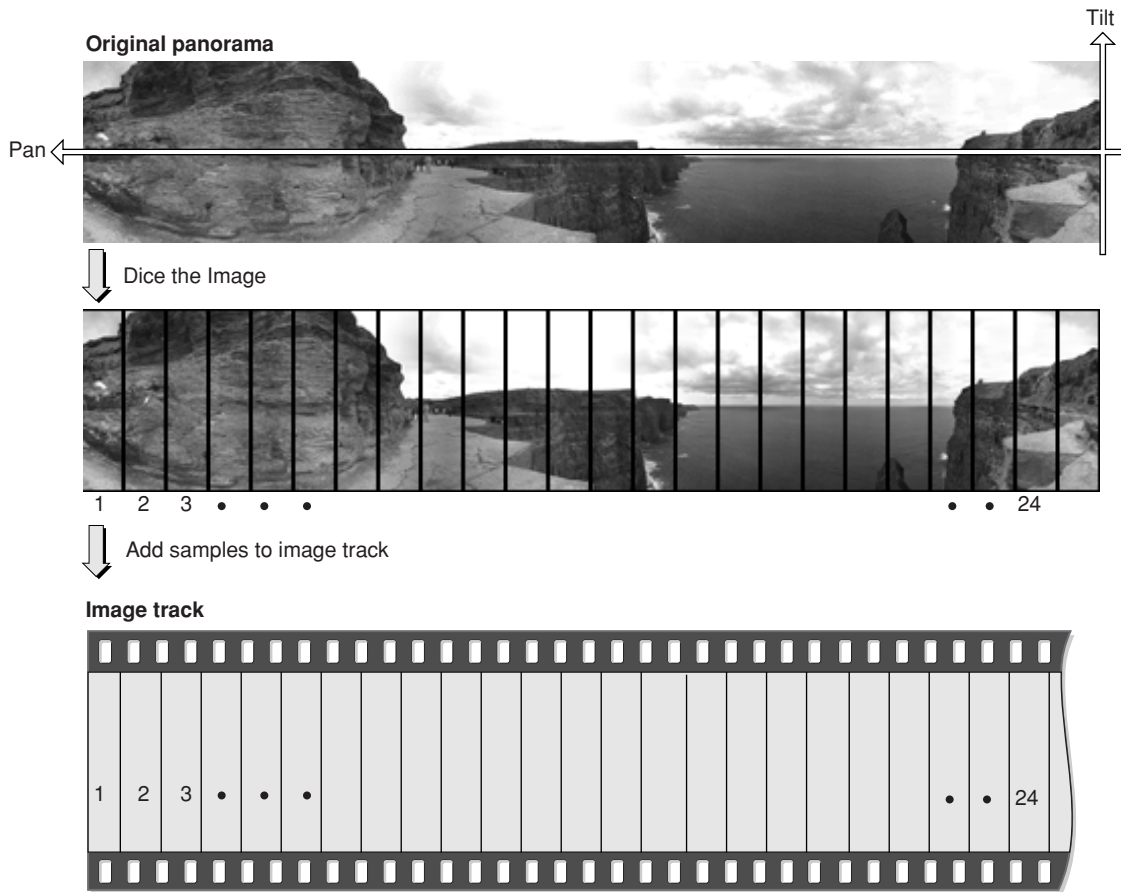 Tilt
Original panorama
Pan
Dice the Image
1 2 3 • • • • • 24
Add samples to image track
Image track
1 2 3 • • • • • 24